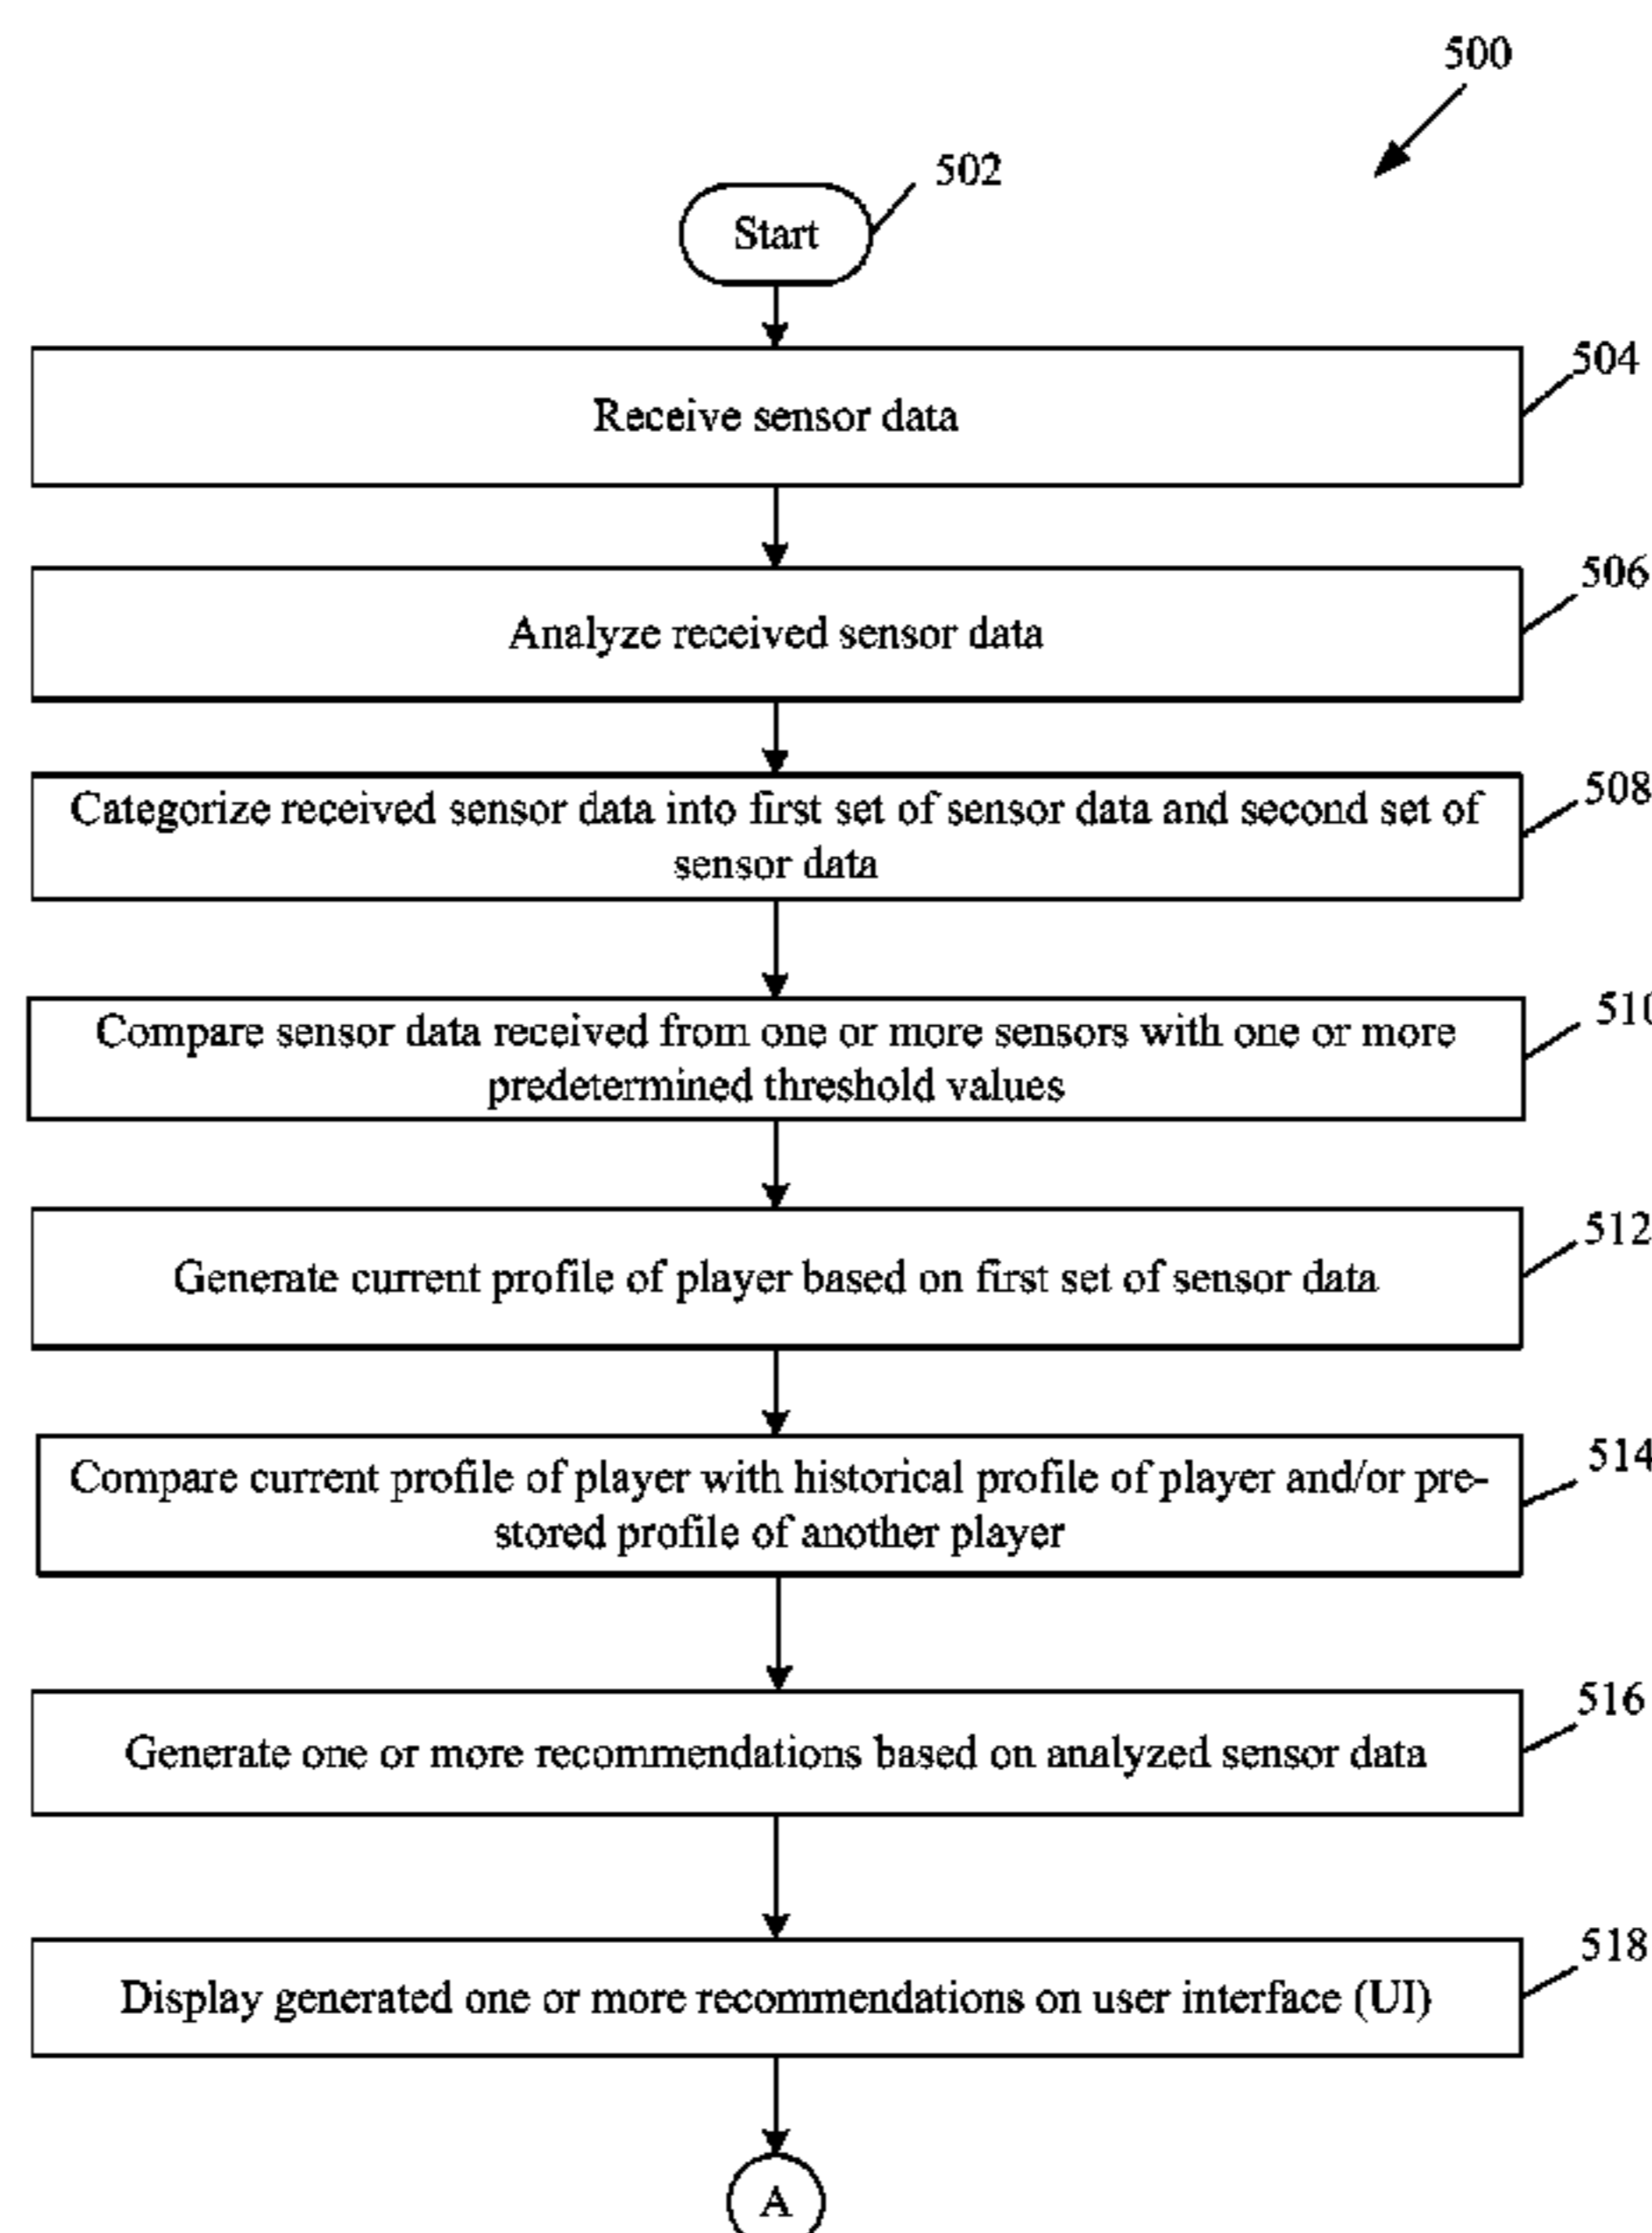 500
502
Start
504
Receive sensor data
506
Analyze received sensor data
508
Categorize received sensor data into first set of sensor data and second set of
sensor data
510
Compare sensor data received from one or more sensors with one or more
predetermined threshold values
512
Generate current profile of player based on first set of sensor data
514
Compare current profile of player with historical profile of player and/or pre-
stored profile of another player
516
Generate one or more recommendations based on analyzed sensor data
518
Display generated one or more recommendations on user interface (UI)
A